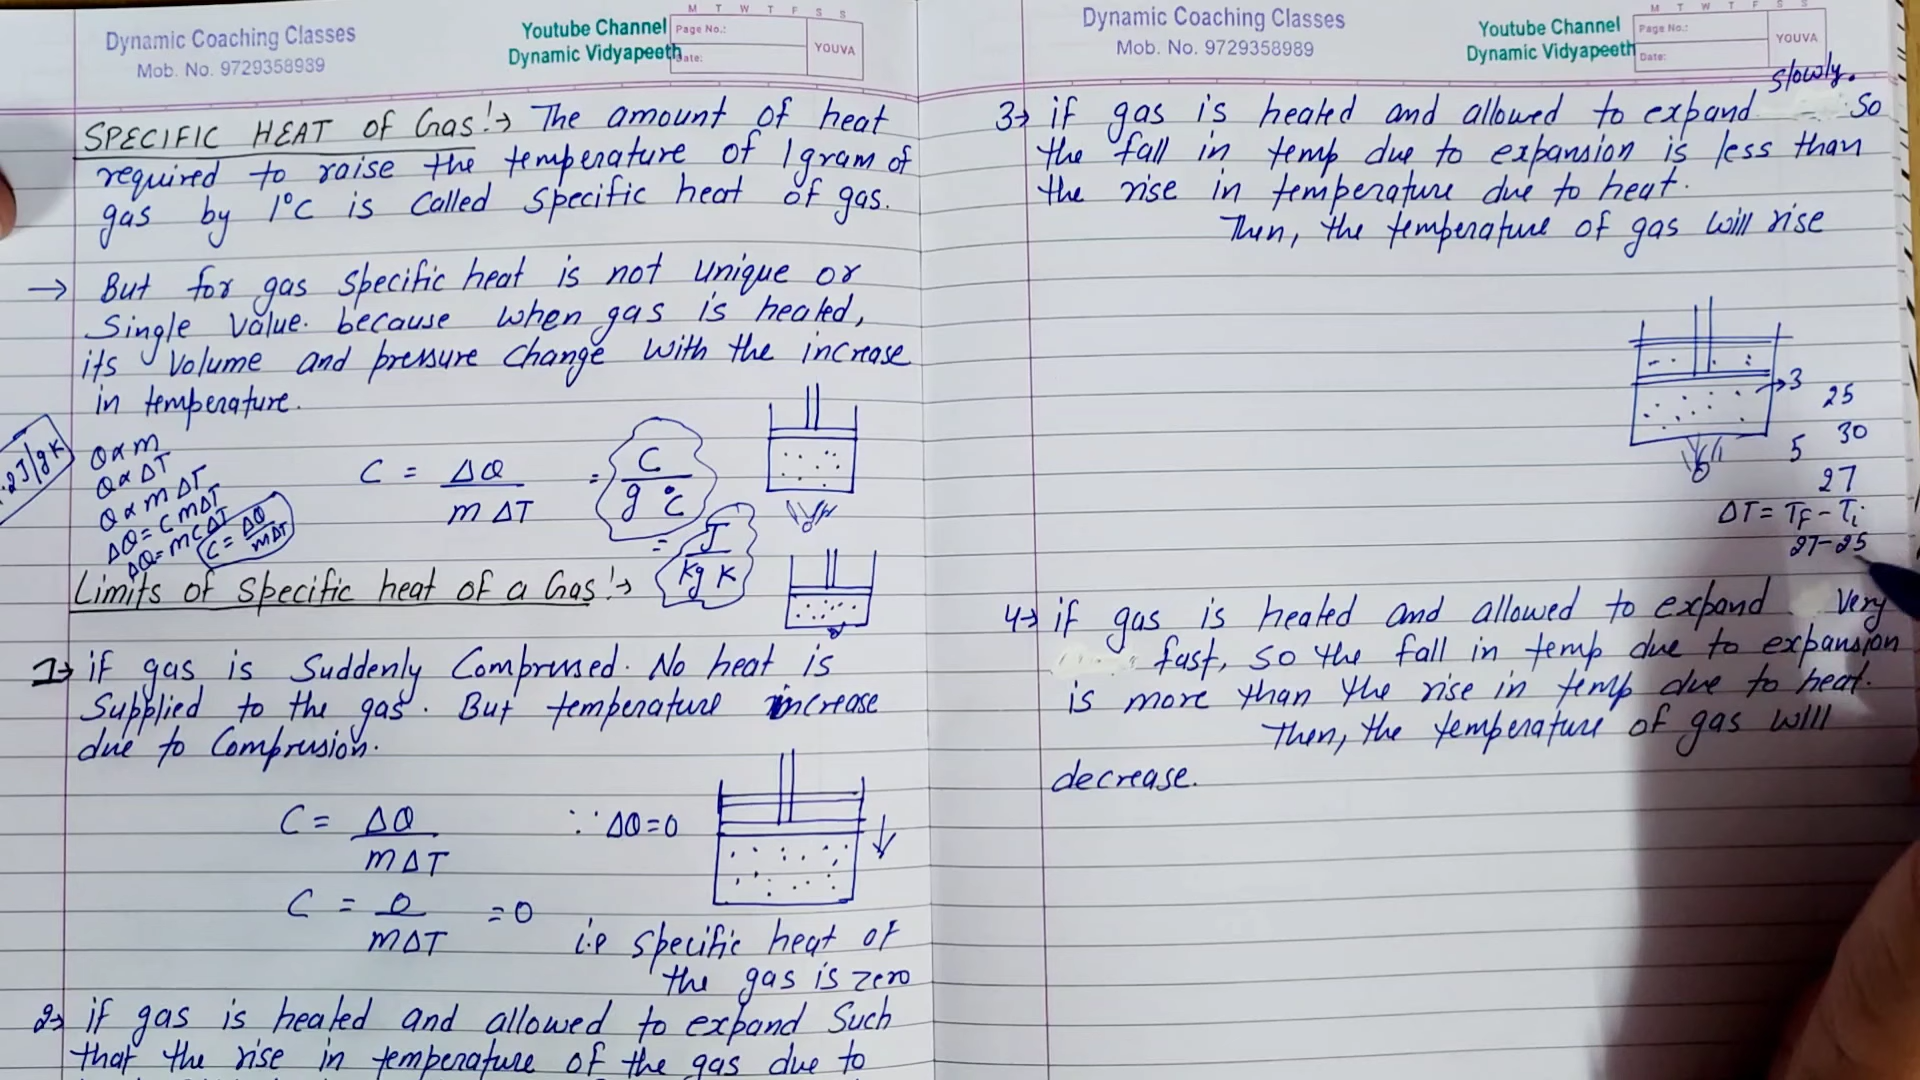 Dynamic Coaching Classes
Mob. No. 9729358989
Youtube Channel
Dynamic Vidyapeeth
M T W T F S S
Page No.:
Date:
YOUVA
SPECIFIC HEAT of Gas!→ The amount of heat
required to raise the temperature of 1 gram of
gas by 1°C is Called Specific heat of gas.
→ But for gas specific heat is not unique or
Single value. because when gas is heated,
its volume and pressure change with the increase
in temperature.
2J/g K
Q ∝ m
Q ∝ ΔT
Q ∝ m ΔT
ΔQ = C m ΔT
ΔQ = m C ΔT
C = ΔQ / mΔT
C = ΔQ / m ΔT = C / g °C
= J / kg K
Limits of specific heat of a Gas!→
1→ if gas is Suddenly Compressed. No heat is
Supplied to the gas. But temperature increase
due to Compression.
C = ΔQ / m ΔT ∵ ΔQ = 0
C = 0 / m ΔT = 0
i.e specific heat of
the gas is zero
2→ if gas is heated and allowed to expand Such
that the rise in temperature of the gas due to
Dynamic Coaching Classes
Mob. No. 9729358989
Youtube Channel
Dynamic Vidyapeeth
M T W T F S S
Page No.:
Date:
YOUVA
slowly.
3→ if gas is heated and allowed to expand So
the fall in temp due to expansion is less than
the rise in temperature due to heat.
Then, the temperature of gas will rise
→3
25
5 30
27
ΔT = TF - Ti
27-25
4→ if gas is heated and allowed to expand Very
fast, so the fall in temp due to expansion
is more than the rise in temp due to heat.
Then, the temperature of gas will
decrease.